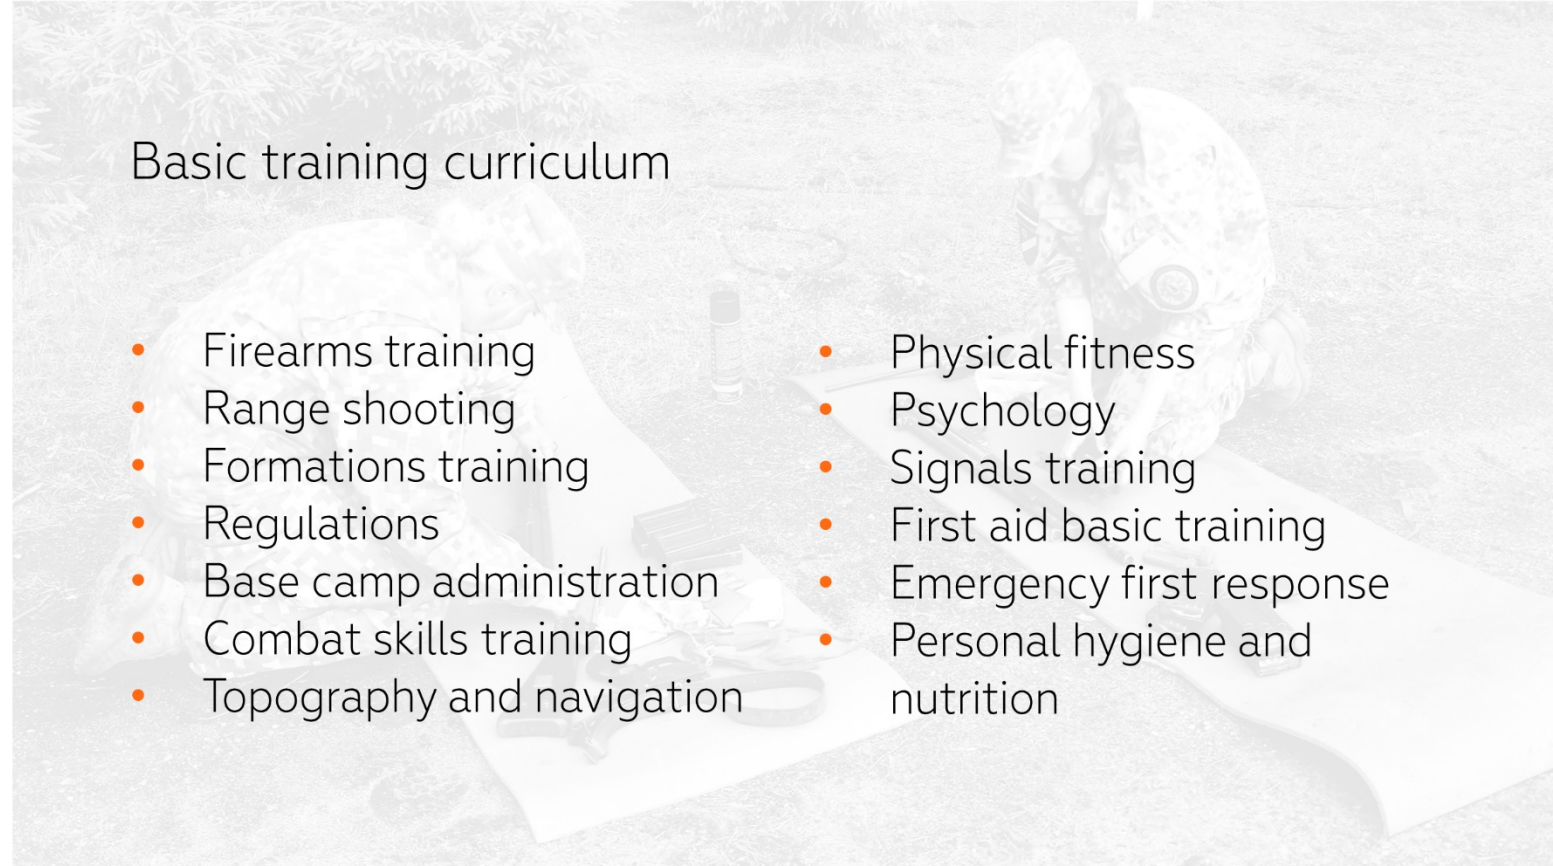 Basic training curriculum
• Firearms training
• Range shooting
• Formations training
• Regulations
• Base camp administration
• Combat skills training
• Topography and navigation
• Physical fitness
• Psychology
• Signals training
• First aid basic training
• Emergency first response
• Personal hygiene and
nutrition